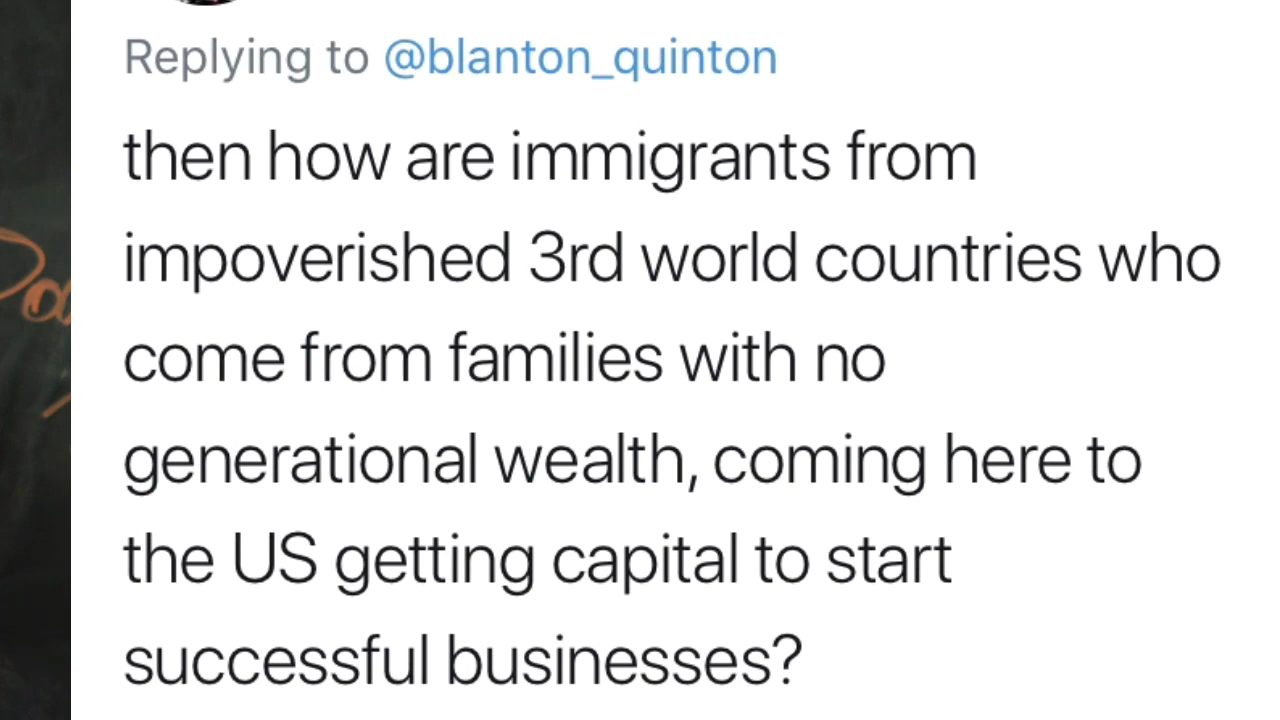 Replying to @blanton_quinton
then how are immigrants from
impoverished 3rd world countries who
come from families with no
generational wealth, coming here to
the US getting capital to start
successful businesses?